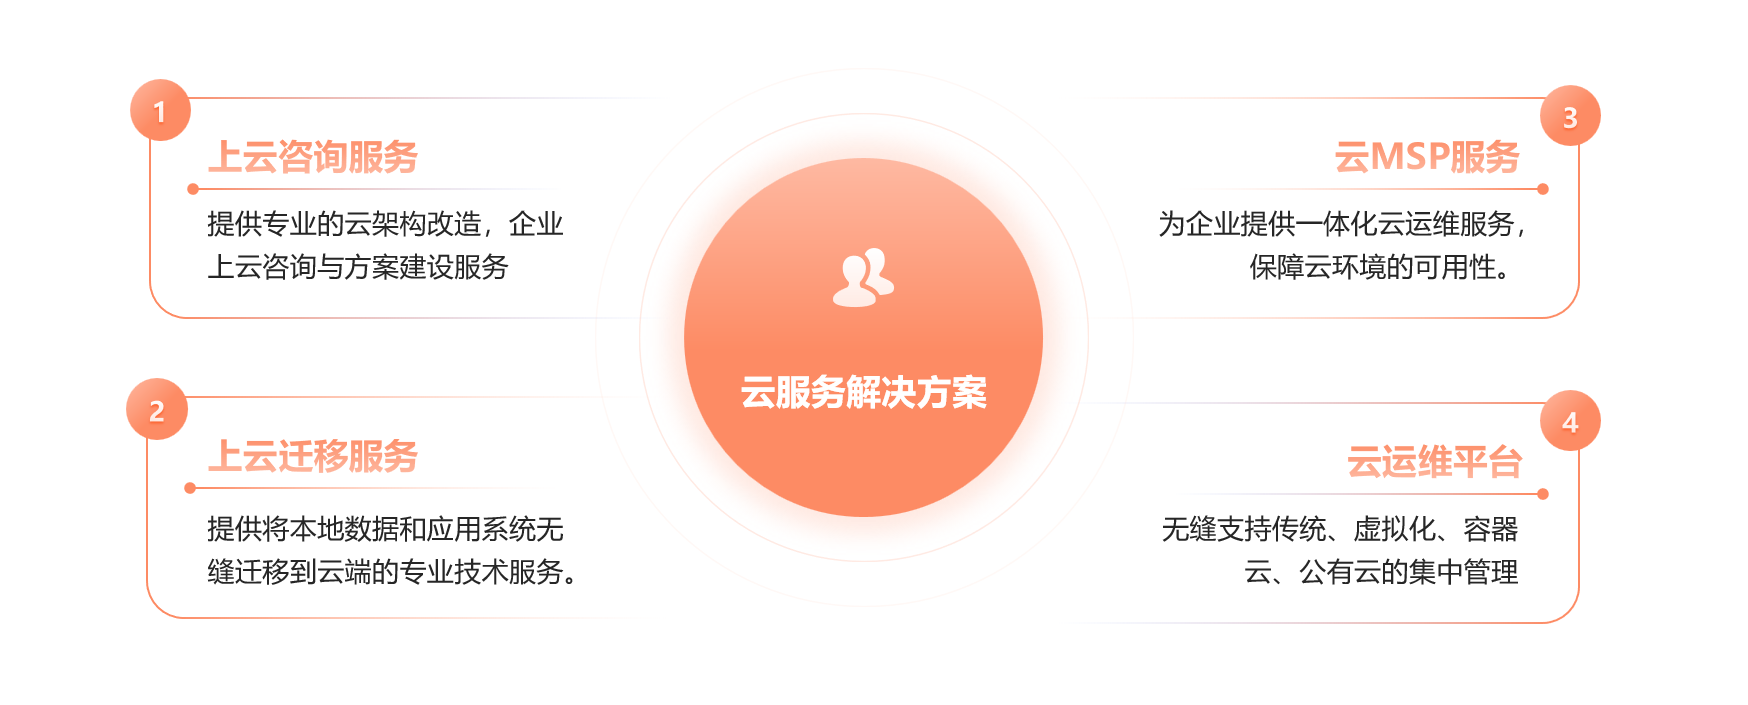 1
上云咨询服务
提供专业的云架构改造，企业
上云咨询与方案建设服务
2
上云迁移服务
提供将本地数据和应用系统无
缝迁移到云端的专业技术服务。
云服务解决方案
3
云MSP服务
为企业提供一体化云运维服务，
保障云环境的可用性。
4
云运维平台
无缝支持传统、虚拟化、容器
云、公有云的集中管理